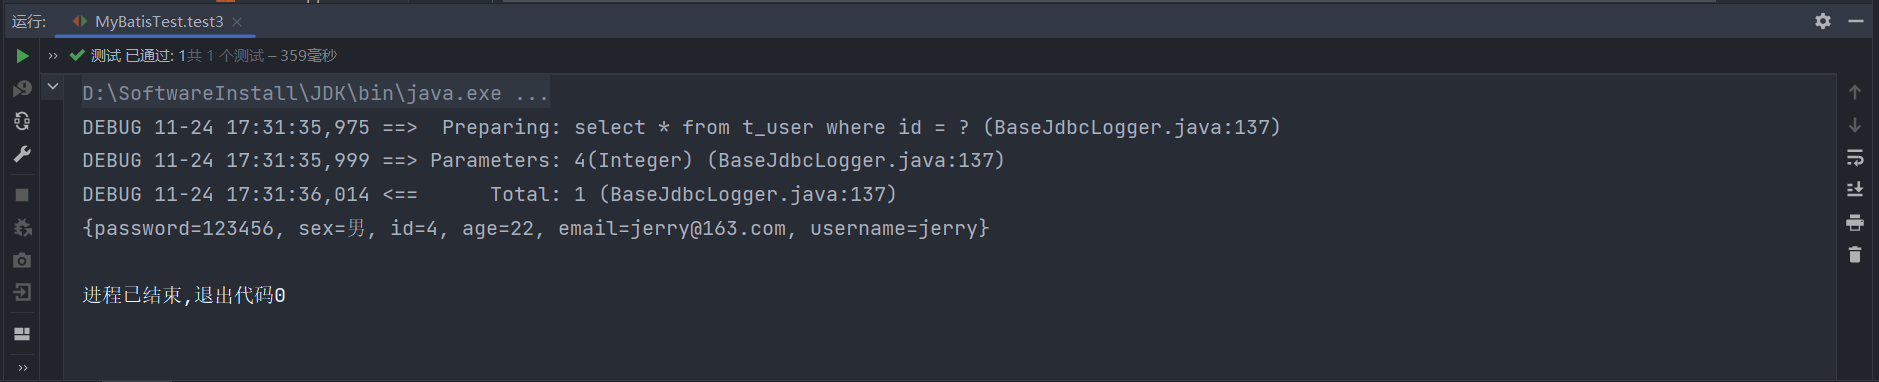 运行: MyBatisTest.test3
测试 已通过: 1共 1 个测试 – 359毫秒
D:\SoftwareInstall\JDK\bin\java.exe ...
DEBUG 11-24 17:31:35,975 ==>  Preparing: select * from t_user where id = ? (BaseJdbcLogger.java:137)
DEBUG 11-24 17:31:35,999 ==> Parameters: 4(Integer) (BaseJdbcLogger.java:137)
DEBUG 11-24 17:31:36,014 <==      Total: 1 (BaseJdbcLogger.java:137)
{password=123456, sex=男, id=4, age=22, email=jerry@163.com, username=jerry}
进程已结束,退出代码0